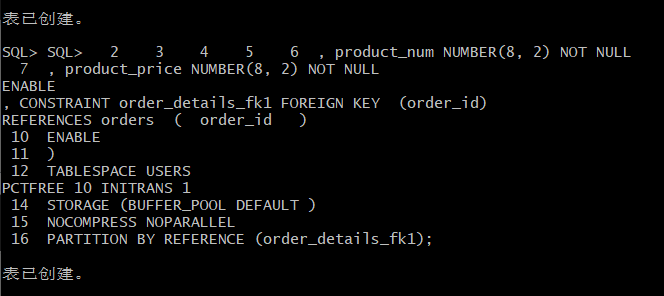 表已创建。
SQL> SQL>   2    3    4    5    6  , product_num NUMBER(8, 2) NOT NULL
  7  , product_price NUMBER(8, 2) NOT NULL
ENABLE
, CONSTRAINT order_details_fk1 FOREIGN KEY  (order_id)
REFERENCES orders  (  order_id   )
 10  ENABLE
 11  )
 12  TABLESPACE USERS
PCTFREE 10 INITRANS 1
 14  STORAGE (BUFFER_POOL DEFAULT )
 15  NOCOMPRESS NOPARALLEL
 16  PARTITION BY REFERENCE (order_details_fk1);
表已创建。